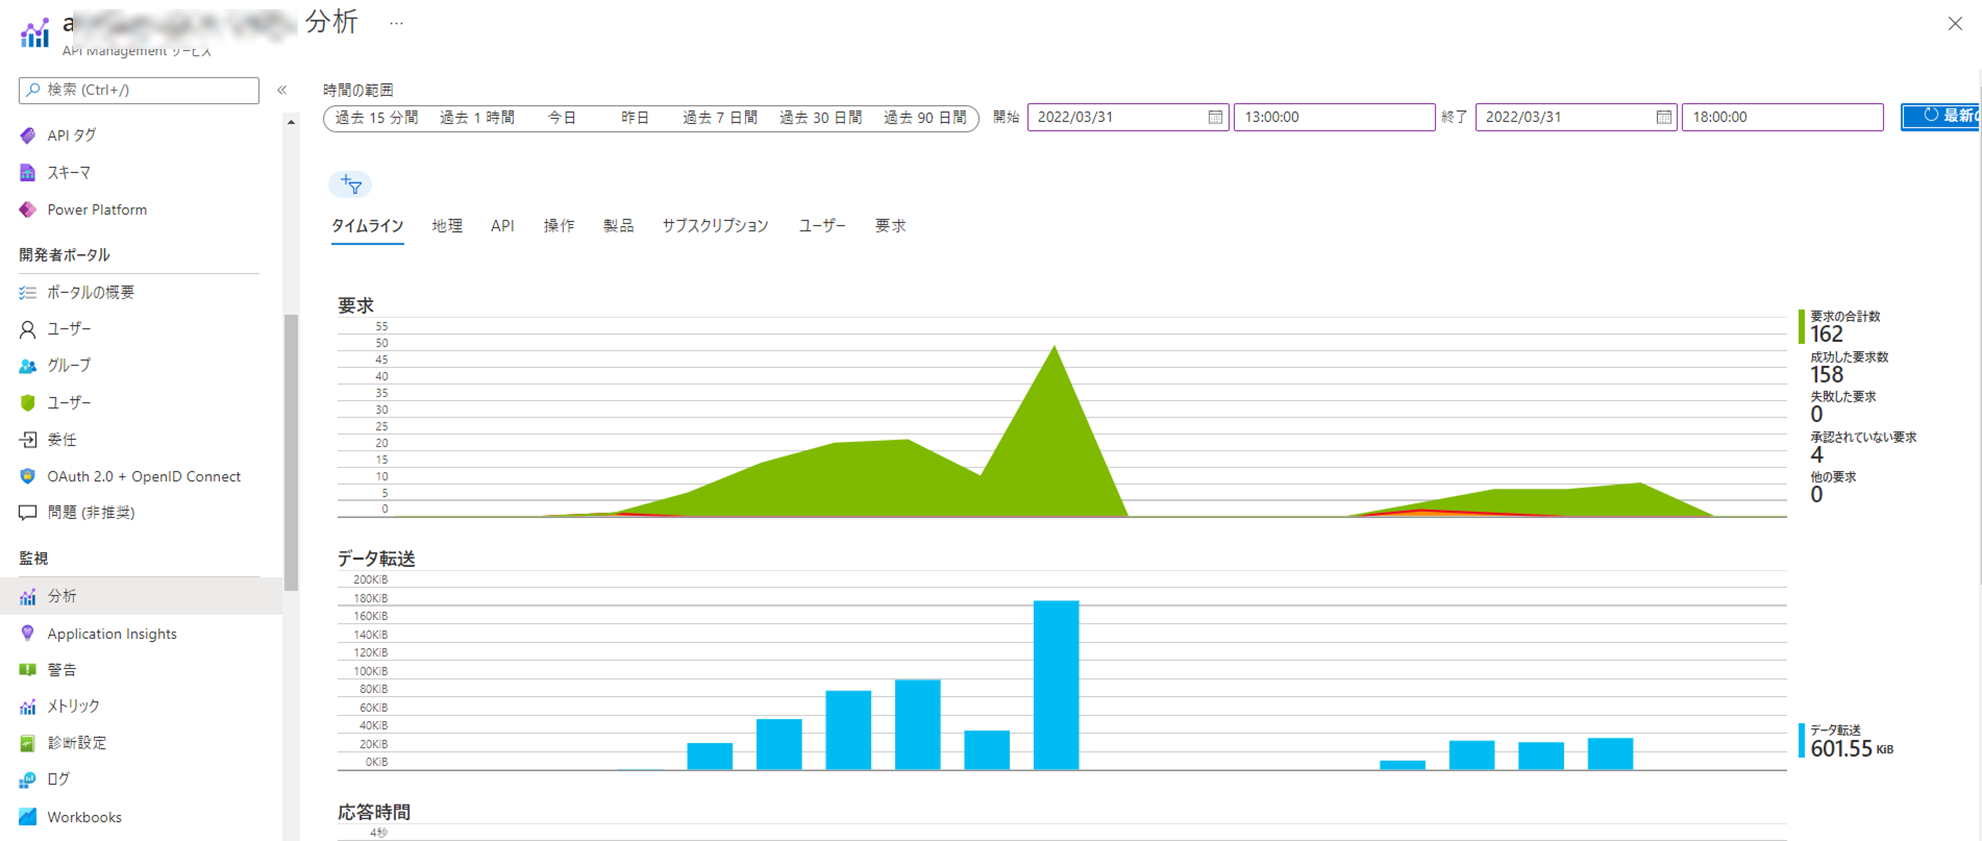 分析
…
API Management サービス
検索 (Ctrl+/)
«
API タグ
スキーマ
Power Platform
開発者ポータル
ポータルの概要
ユーザー
グループ
ユーザー
委任
OAuth 2.0 + OpenID Connect
問題 (非推奨)
監視
分析
Application Insights
警告
メトリック
診断設定
ログ
Workbooks
時間の範囲
過去 15 分間 過去 1 時間 今日 昨日 過去 7 日間 過去 30 日間 過去 90 日間 開始 2022/03/31 13:00:00 終了 2022/03/31 18:00:00 最新の
タイムライン 地理 API 操作 製品 サブスクリプション ユーザー 要求
要求
55
50
45
40
35
30
25
20
15
10
5
0
要求の合計数
162
成功した要求数
158
失敗した要求
0
承認されていない要求
4
他の要求
0
データ転送
200KiB
180KiB
160KiB
140KiB
120KiB
100KiB
80KiB
60KiB
40KiB
20KiB
0KiB
データ転送
601.55 KiB
応答時間
4秒